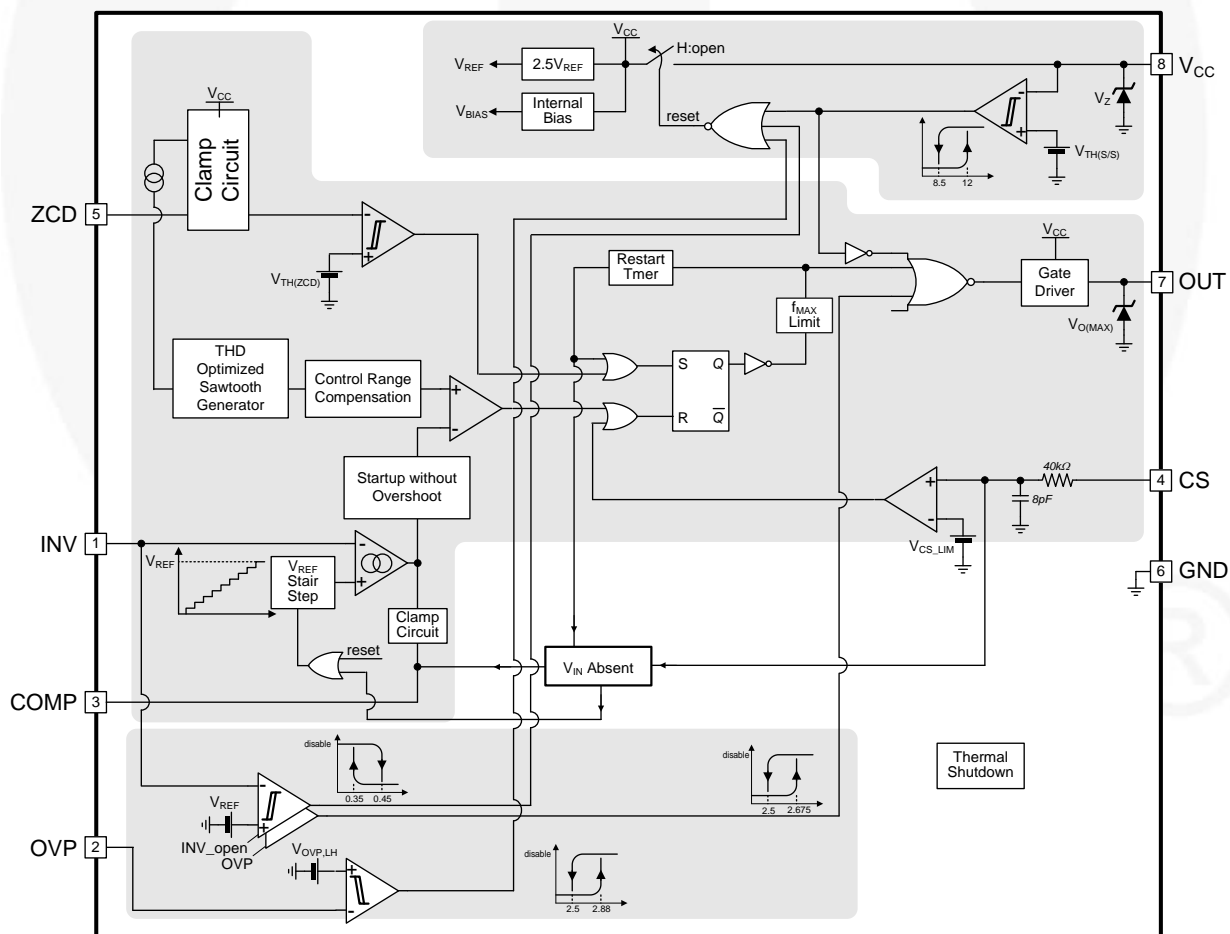 VCC
H:open
VREF
2.5VREF
8
VCC
VBIAS
Internal
Bias
reset
VZ
VTH(S/S)
8.5
12
VCC
Clamp
Circuit
ZCD
5
VTH(ZCD)
Restart
Tmer
VCC
Gate
Driver
7
OUT
VO(MAX)
fMAX
Limit
THD
Optimized
Sawtooth
Generator
Control Range
Compensation
+
-
S
Q
R
Q
Startup without
Overshoot
40kΩ
4
CS
8pF
+
-
VCS_LIM
INV
1
VREF
VREF
Stair
Step
-
+
6
GND
Clamp
Circuit
reset
VIN Absent
COMP
3
disable
0.35
0.45
disable
2.5
2.675
Thermal
Shutdown
VREF
-
+
INV_open
OVP
OVP
2
VOVP,LH
+
-
disable
2.5
2.88
R